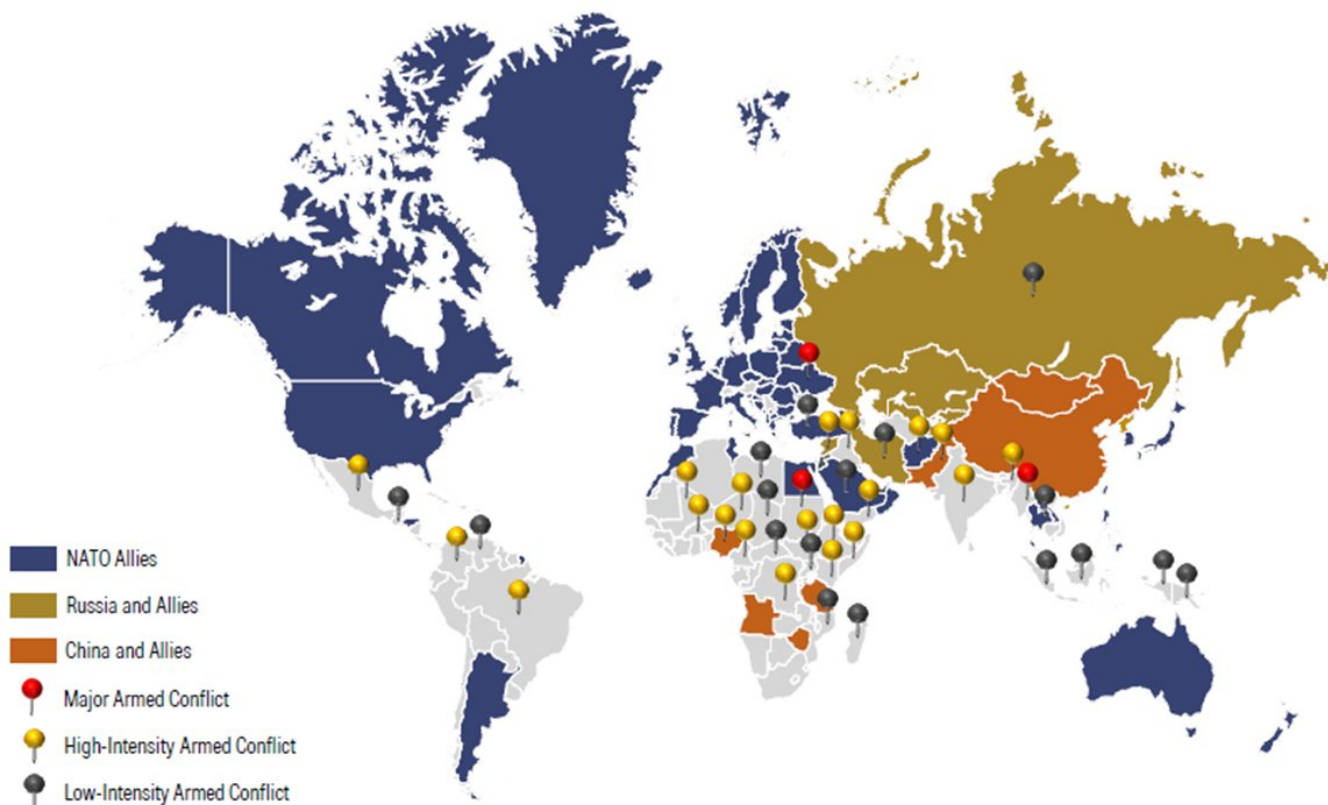 NATO Allies
Russia and Allies
China and Allies
Major Armed Conflict
High-Intensity Armed Conflict
Low-Intensity Armed Conflict